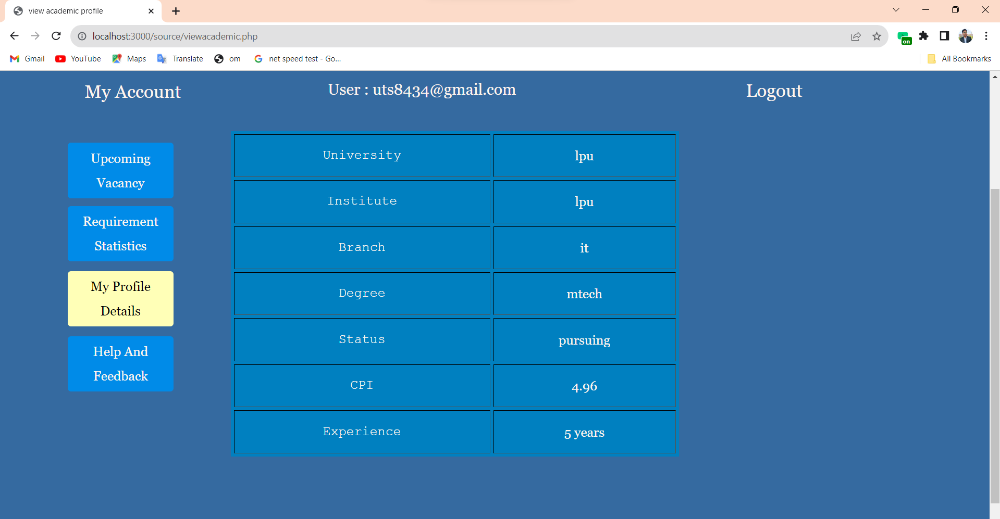 view academic profile
localhost:3000/source/viewacademic.php
on
Gmail
YouTube
Maps
Translate
om
net speed test - Go...
All Bookmarks
My Account
User : uts8434@gmail.com
Logout
Upcoming
Vacancy
Requirement
Statistics
My Profile
Details
Help And
Feedback
University lpu
Institute lpu
Branch it
Degree mtech
Status pursuing
CPI 4.96
Experience 5 years